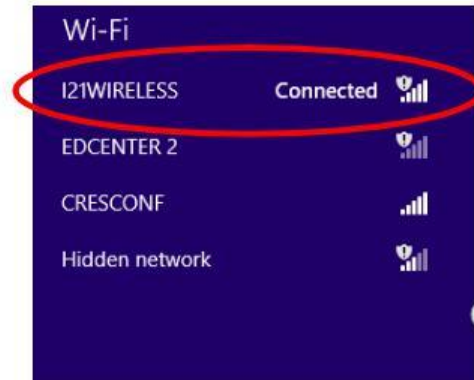 Wi-Fi
I21WIRELESS Connected
EDCENTER 2
CRESCONF
Hidden network